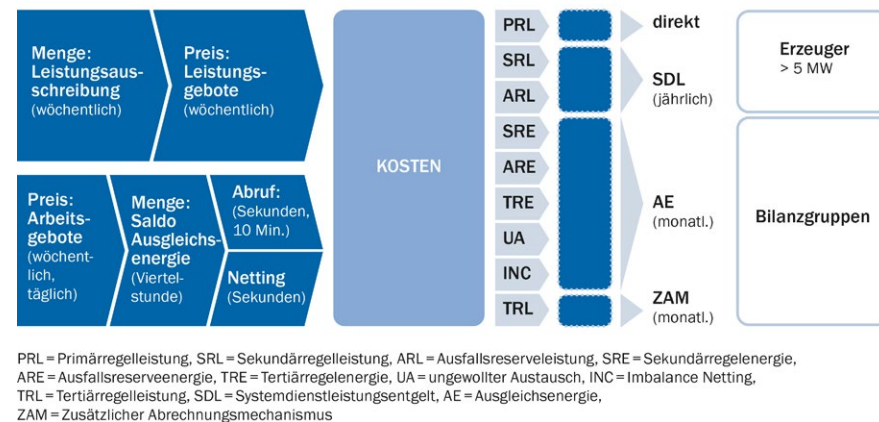 Menge:
Leistungsaus-
schreibung
(wöchentlich)
Preis:
Leistungs-
gebote
(wöchentlich)
Preis:
Arbeits-
gebote
(wöchent-
lich,
täglich)
Menge:
Saldo
Ausgleichs-
energie
(Viertel-
stunde)
Abruf:
(Sekunden,
10 Min.)
Netting
(Sekunden)
KOSTEN
PRL
SRL
ARL
SRE
ARE
TRE
UA
INC
TRL
direkt
SDL
(jährlich)
AE
(monatl.)
ZAM
(monatl.)
Erzeuger
> 5 MW
Bilanzgruppen
PRL = Primärregelleistung, SRL = Sekundärregelleistung, ARL = Ausfallsreserveleistung, SRE = Sekundärregelenergie,
ARE = Ausfallsreserveenergie, TRE = Tertiärregelenergie, UA = ungewollter Austausch, INC = Imbalance Netting,
TRL = Tertiärregelleistung, SDL = Systemdienstleistungsentgelt, AE = Ausgleichsenergie,
ZAM = Zusätzlicher Abrechnungsmechanismus